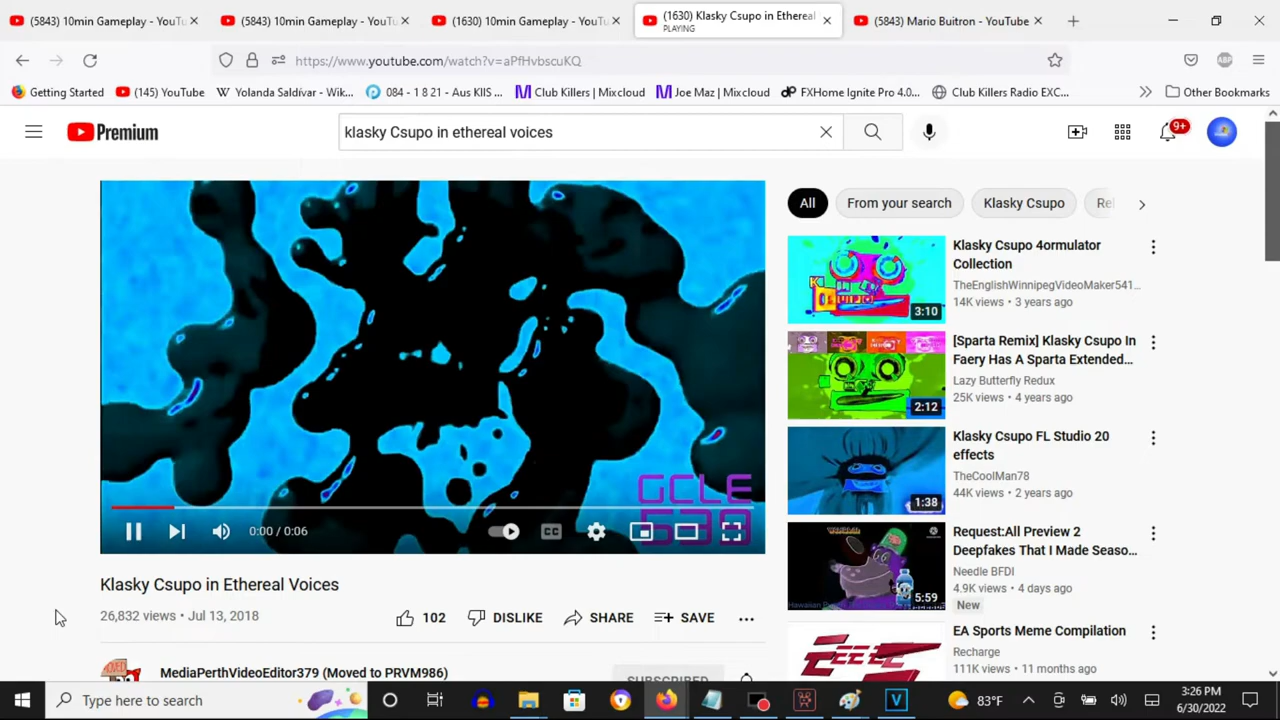 (5843) 10min Gameplay - YouTu
(5843) 10min Gameplay - YouTu
(1630) 10min Gameplay - YouTu
(1630) Klasky Csupo in Ethereal
PLAYING
(5843) Mario Buitron - YouTube
https://www.youtube.com/watch?v=aPfHvbscuKQ
ABP
Getting Started
(145) YouTube
Yolanda Saldívar - Wik...
084 - 1 8 21 - Aus KIIS ...
Club Killers | Mixcloud
Joe Maz | Mixcloud
FXHome Ignite Pro 4.0...
Club Killers Radio EXC...
Other Bookmarks
Premium
klasky Csupo in ethereal voices
9+
All
From your search
Klasky Csupo
Re
GCLE
530
0:00 / 0:06
CC
Klasky Csupo in Ethereal Voices
26,832 views • Jul 13, 2018
102
DISLIKE
SHARE
SAVE
MediaPerthVideoEditor379 (Moved to PRVM986)
SUBSCRIBED
Klasky Csupo 4ormulator
Collection
TheEnglishWinnipegVideoMaker541...
14K views • 3 years ago
3:10
[Sparta Remix] Klasky Csupo In
Faery Has A Sparta Extended...
Lazy Butterfly Redux
25K views • 4 years ago
2:12
Klasky Csupo FL Studio 20
effects
TheCoolMan78
44K views • 2 years ago
1:38
Request:All Preview 2
Deepfakes That I Made Seaso...
Needle BFDI
4.9K views • 4 days ago
New
5:59
EA Sports Meme Compilation
Recharge
111K views • 11 months ago
Type here to search
83°F
3:26 PM
6/30/2022